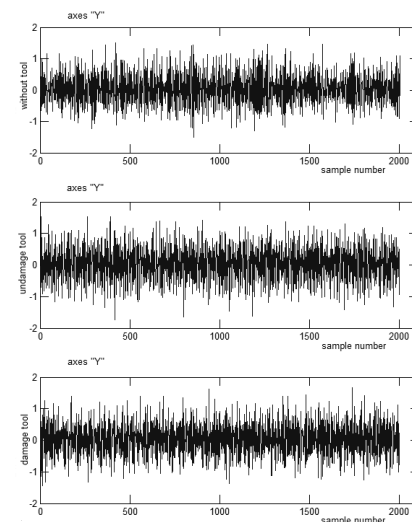 axes "Y"
2
1
0
-1
-2
without tool
0 500 1000 1500 2000
sample number
axes "Y"
2
1
0
-1
-2
undamage tool
0 500 1000 1500 2000
sample number
axes "Y"
2
1
0
-1
-2
damage tool
0 500 1000 1500 2000
sample number